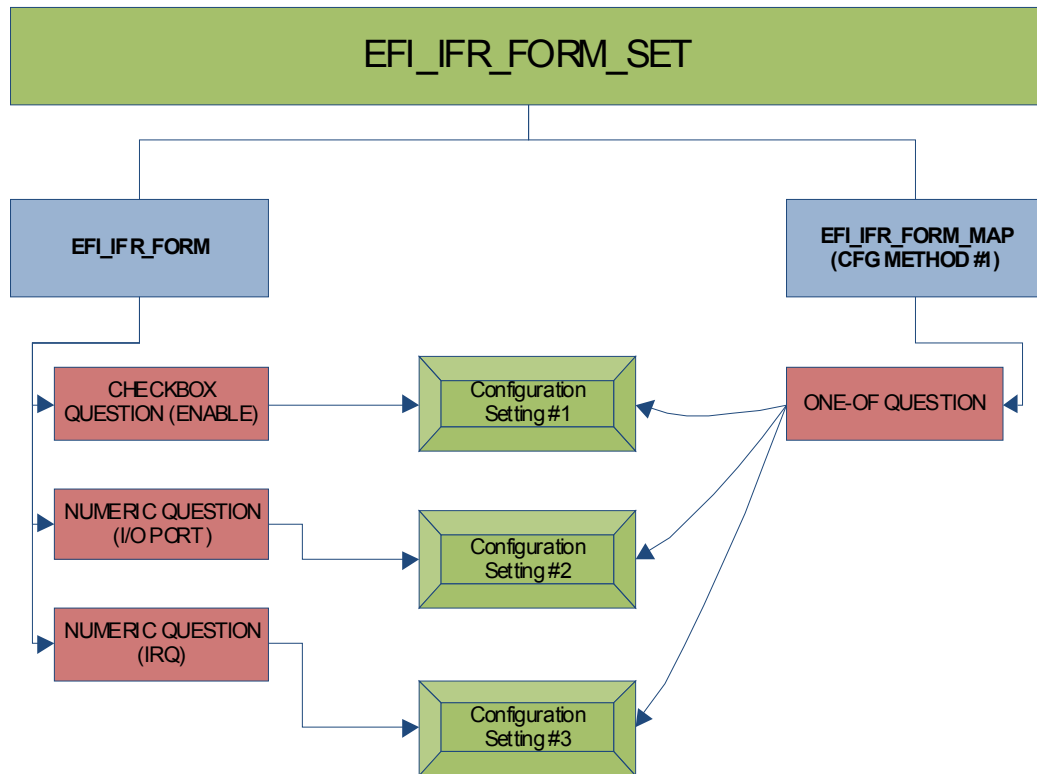 EFI_IFR_FORM_SET
EFI_IFR_FORM
EFI_IFR_FORM_MAP
(CFG METHOD #1)
CHECKBOX
QUESTION (ENABLE)
Configuration
Setting #1
ONE-OF QUESTION
NUMERIC QUESTION
(I/O PORT)
Configuration
Setting #2
NUMERIC QUESTION
(IRQ)
Configuration
Setting #3